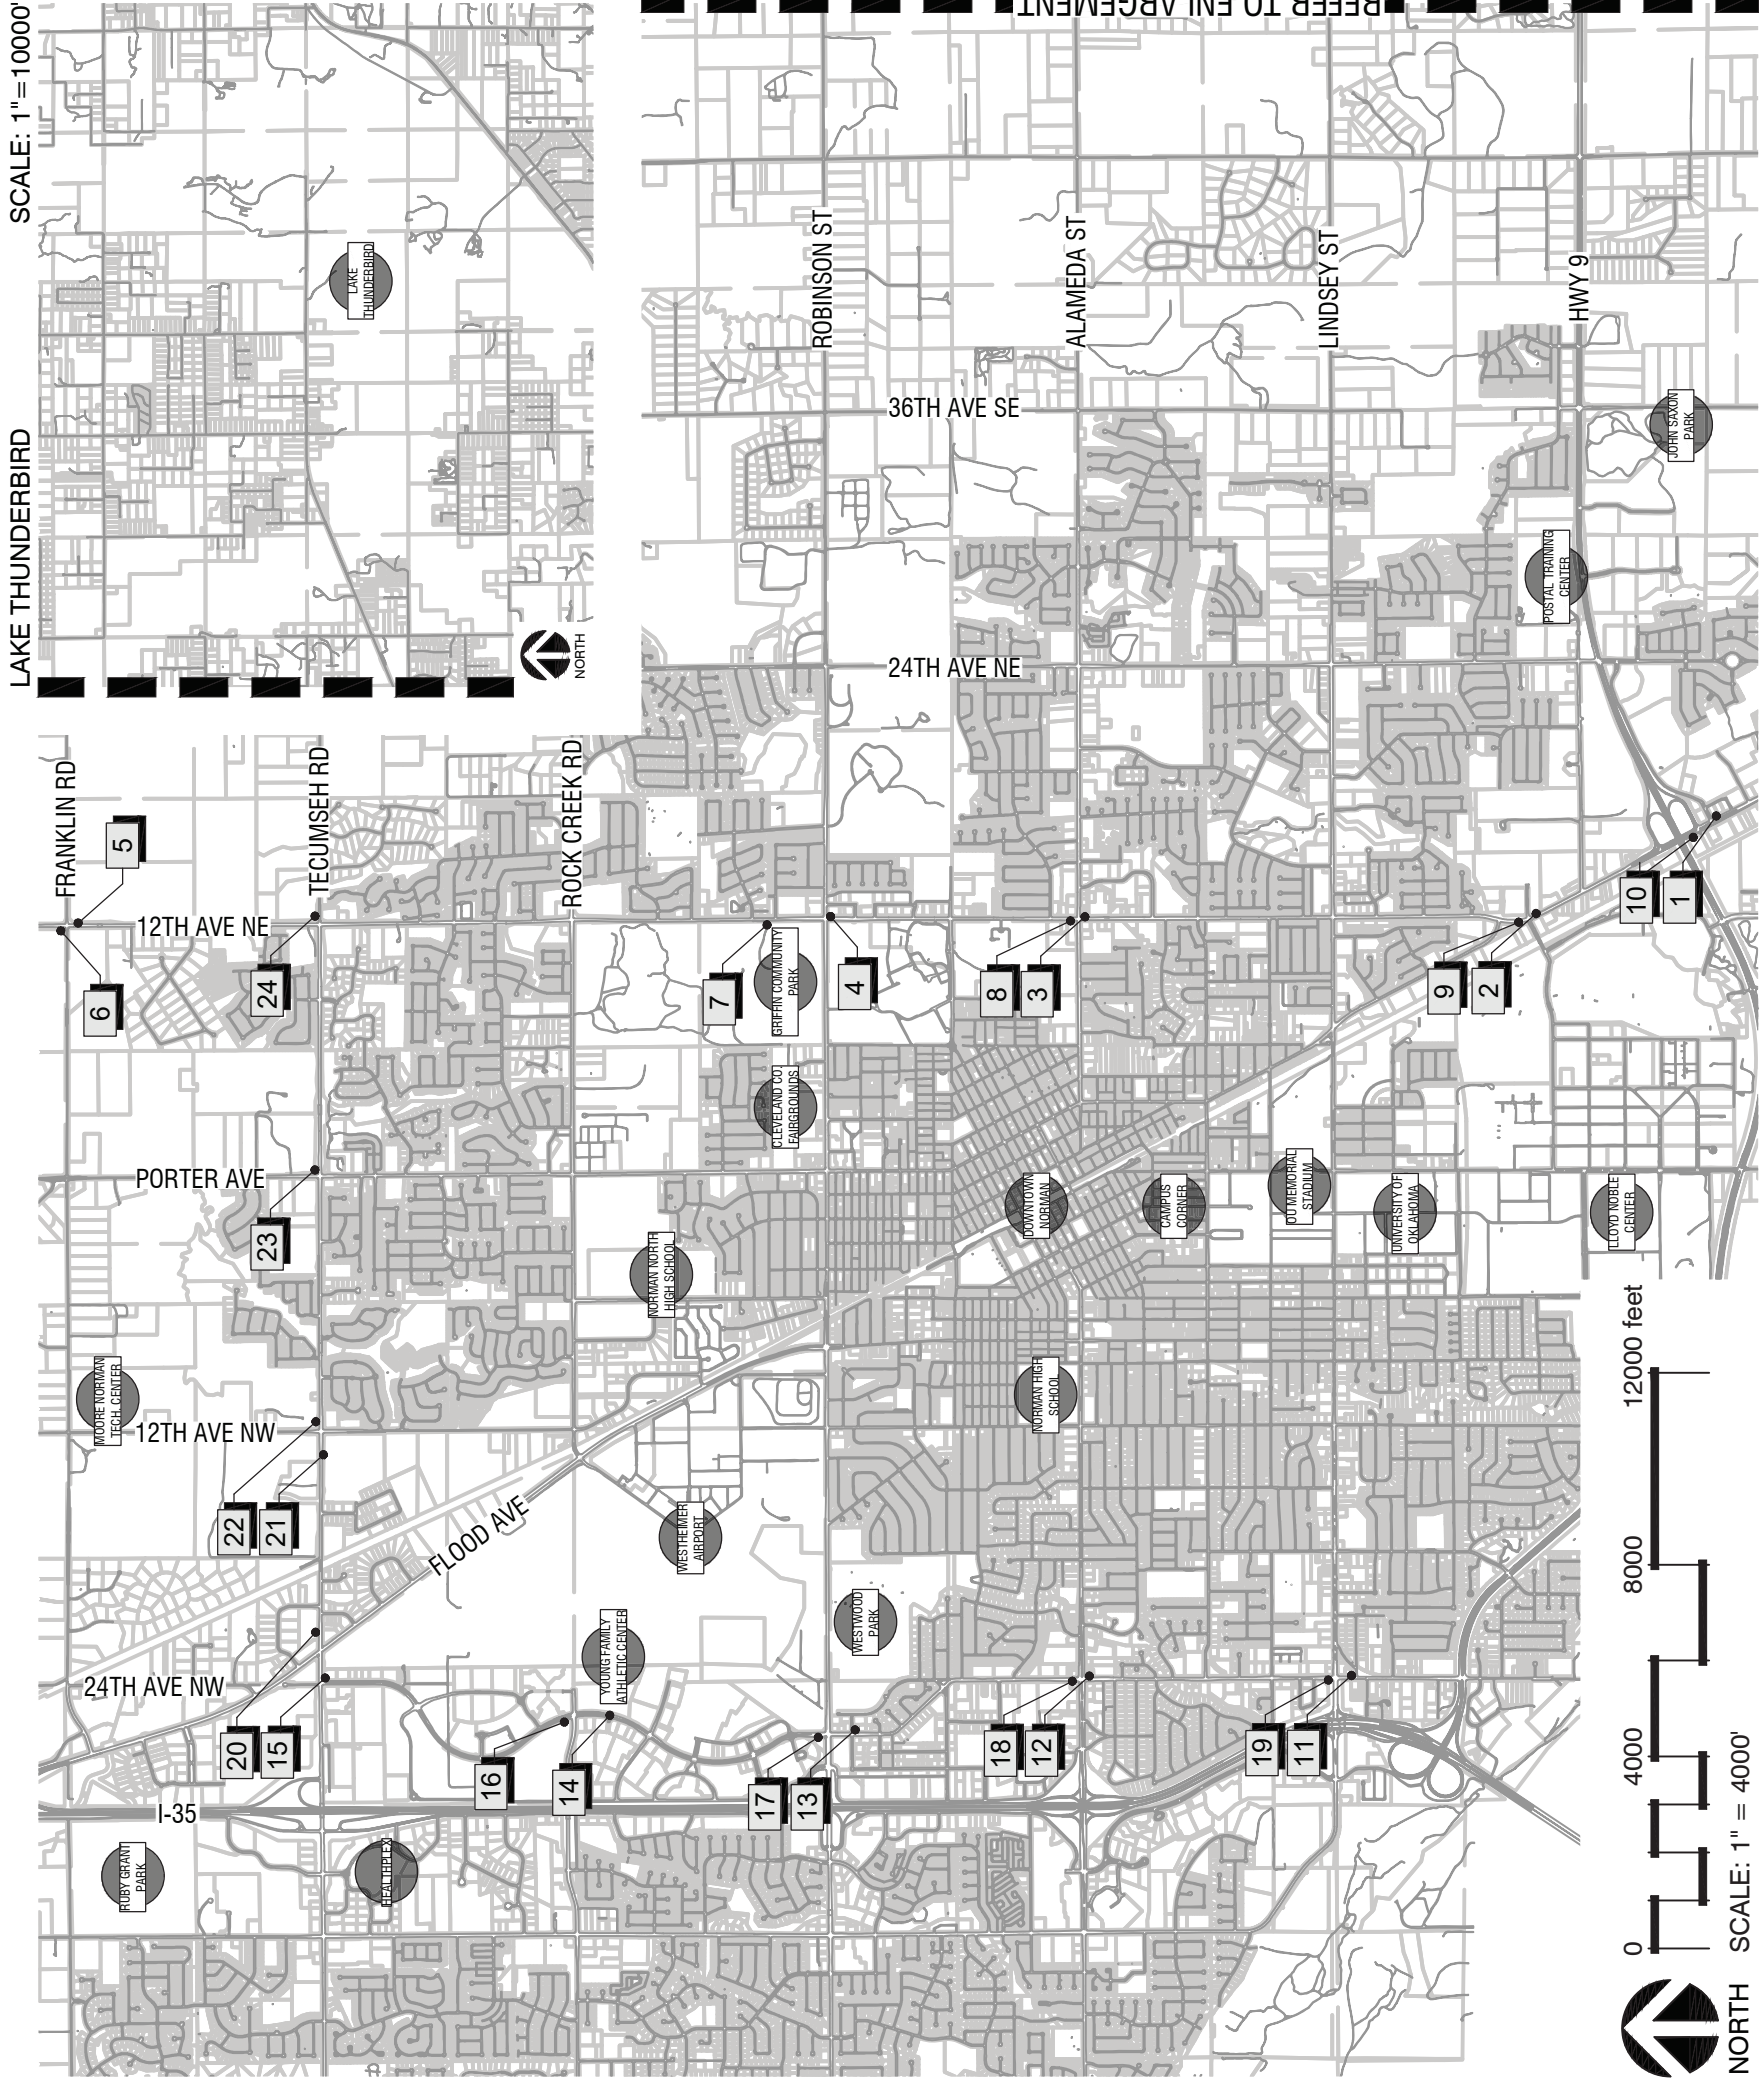 LAKE THUNDERBIRD
SCALE: 1"=10000'
LAKE
THUNDERBIRD
NORTH
REFER TO ENLARGEMENT
FRANKLIN RD
TECUMSEH RD
ROCK CREEK RD
ROBINSON ST
ALAMEDA ST
LINDSEY ST
HWY 9
36TH AVE SE
24TH AVE NE
12TH AVE NE
PORTER AVE
12TH AVE NW
24TH AVE NW
FLOOD AVE
I-35
5
6
24
7
4
8
3
9
2
10
1
23
22
21
20
15
16
14
17
13
18
12
19
11
JOHN SAXON
PARK
POSTAL TRAINING
CENTER
GRIFFIN COMMUNITY
PARK
CLEVELAND CO.
FAIRGROUNDS
DOWNTOWN
NORMAN
CAMPUS
CORNER
OU MEMORIAL
STADIUM
UNIVERSITY OF
OKLAHOMA
LLOYD NOBLE
CENTER
NORMAN NORTH
HIGH SCHOOL
MOORE NORMAN
TECH. CENTER
NORMAN HIGH
SCHOOL
WESTHEIMER
AIRPORT
WESTWOOD
PARK
YOUNG FAMILY
ATHLETIC CENTER
RUBY GRANT
PARK
HEALTHPLEX
0
4000
8000
12000 feet
NORTH
SCALE: 1" = 4000'